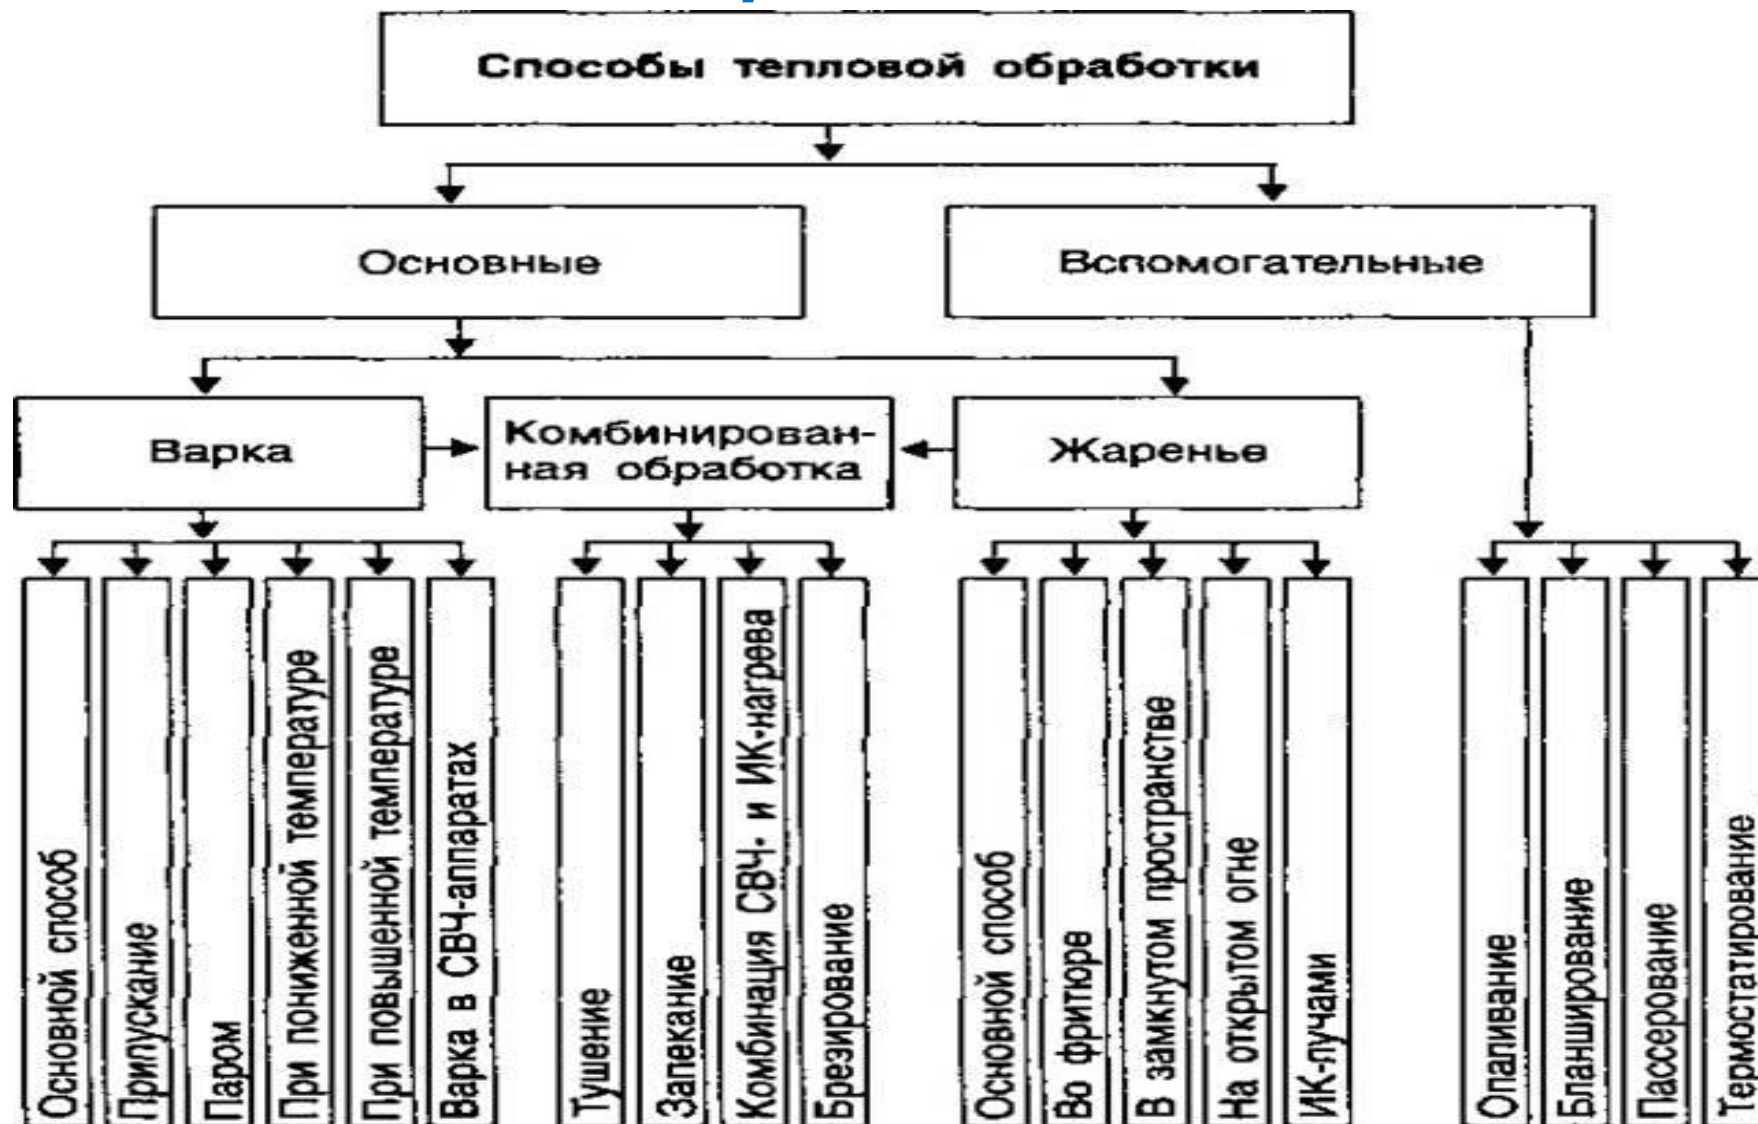 Способы тепловой обработки
Основные
Вспомогательные
Варка
Комбинирован-
ная обработка
Жаренье
Основной способ
Припускание
Паром
При пониженной температуре
При повышенной температуре
Варка в СВЧ-аппаратах
Тушение
Запекание
Комбинация СВЧ- и ИК-нагрева
Брезирование
Основной способ
Во фритюре
В замкнутом пространстве
На открытом огне
ИК-лучами
Опаливание
Бланширование
Пассерование
Термостатирование